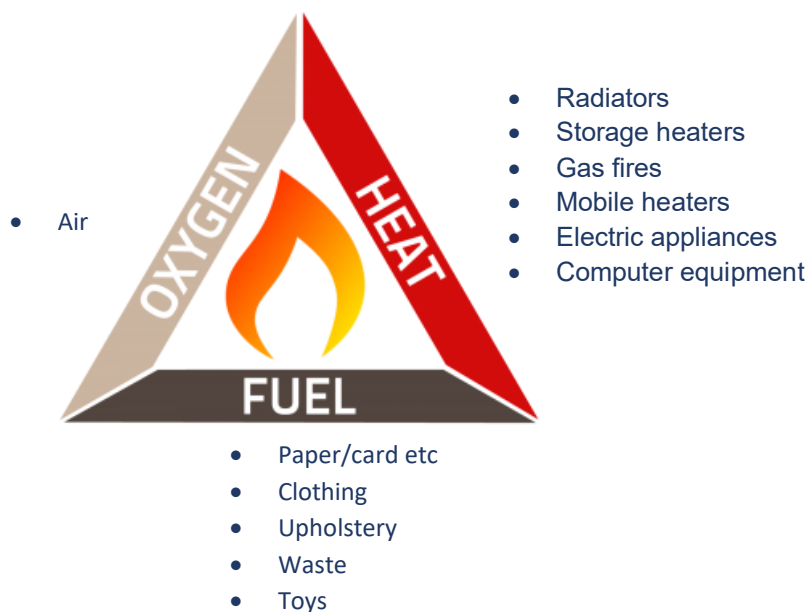 OXYGEN
HEAT
FUEL
• Air
• Radiators
• Storage heaters
• Gas fires
• Mobile heaters
• Electric appliances
• Computer equipment
• Paper/card etc
• Clothing
• Upholstery
• Waste
• Toys